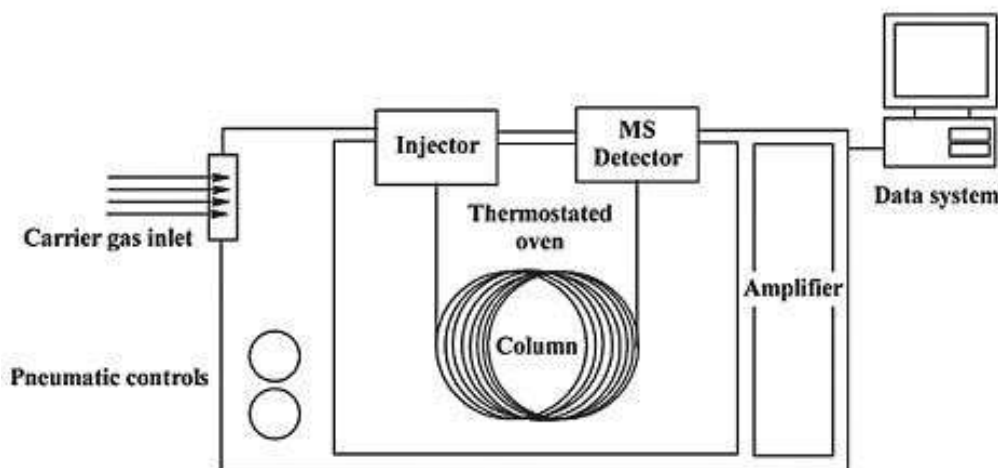 Injector
MS
Detector
Data system
Carrier gas inlet
Thermostated
oven
Amplifier
Column
Pneumatic controls